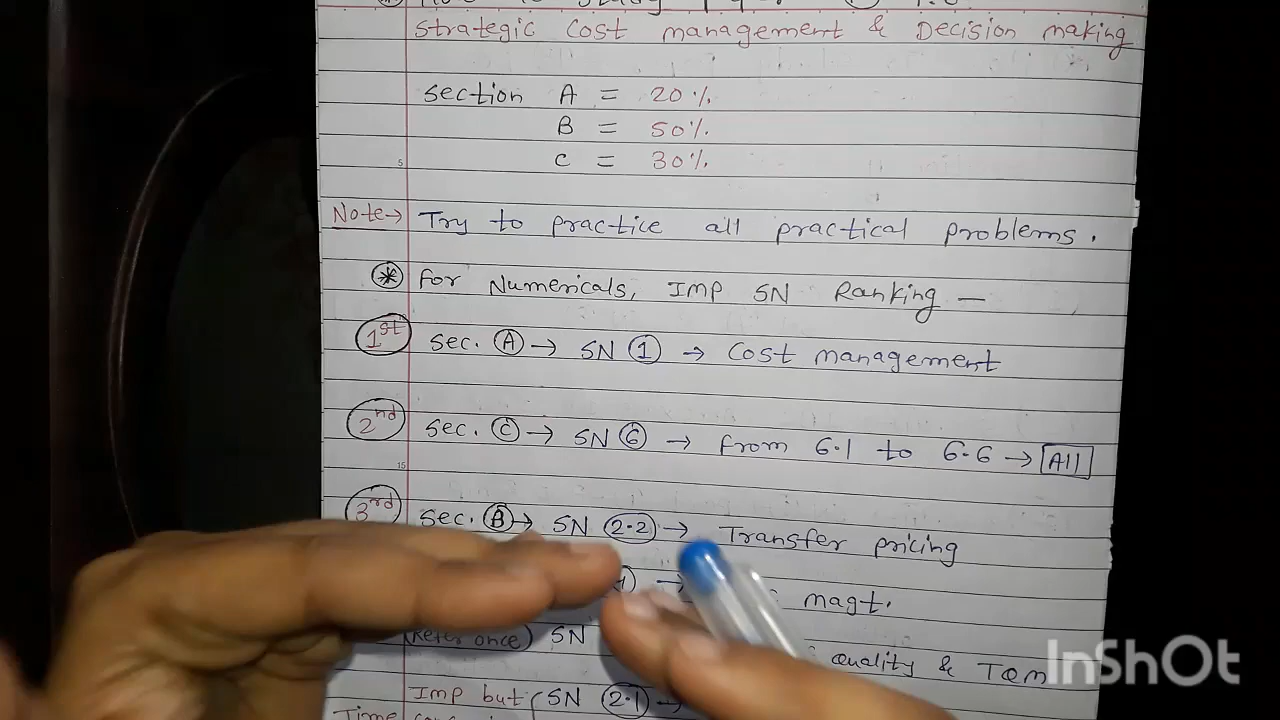 Strategic Cost management & Decision making
section A = 20%
B = 50%
C = 30%
5
Note→ Try to practice all practical problems.
* For Numericals, IMP SN Ranking —
1st sec. A → SN 1 → Cost management
2nd sec. C → SN 6 → from 6.1 to 6.6 → All
15
3rd sec. B → SN 2.2 → Transfer pricing
magt.
(Refer once) SN quality & TQM
Imp but SN 2.1 →
Time
InShOt